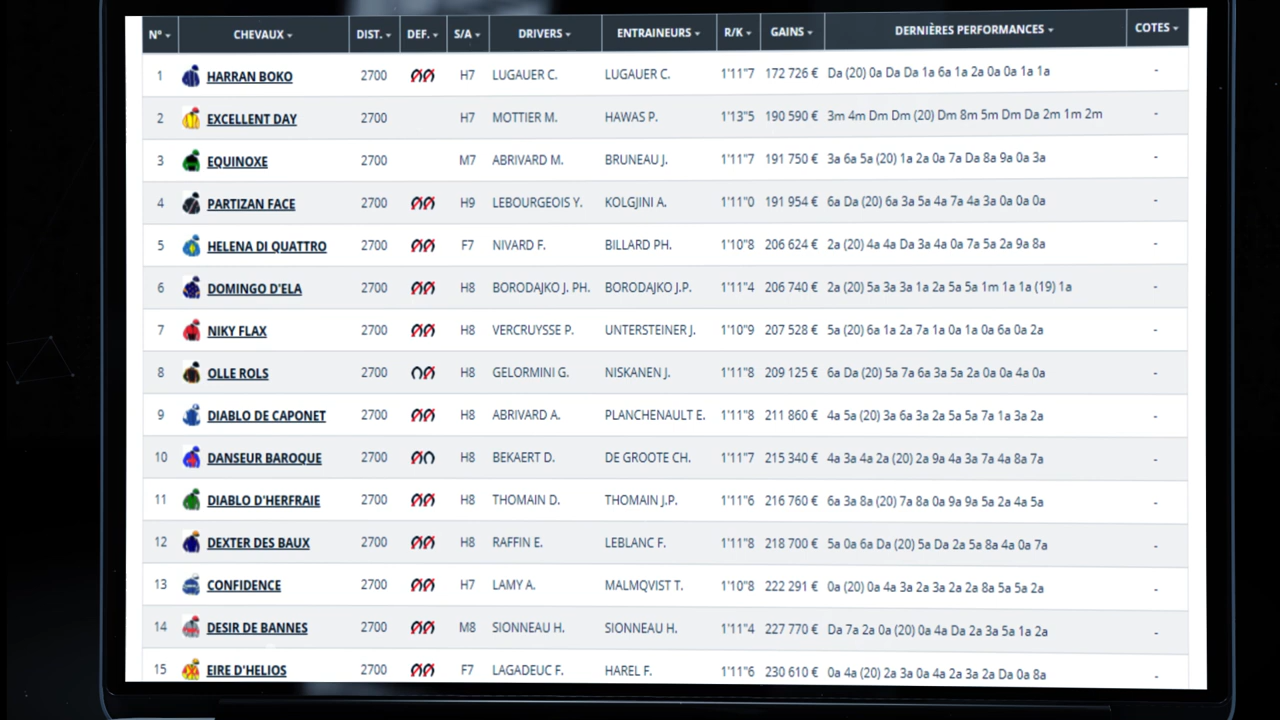 N° CHEVAUX DIST. DEF. S/A DRIVERS ENTRAINEURS R/K GAINS DERNIÈRES PERFORMANCES COTES
1 HARRAN BOKO 2700 H7 LUGAUER C. LUGAUER C. 1'11"7 172 726 € Da (20) 0a Da Da 1a 6a 1a 2a 0a 0a 1a 1a -
2 EXCELLENT DAY 2700 H7 MOTTIER M. HAWAS P. 1'13"5 190 590 € 3m 4m Dm Dm (20) Dm 8m 5m Dm Da 2m 1m 2m -
3 EQUINOXE 2700 M7 ABRIVARD M. BRUNEAU J. 1'11"7 191 750 € 3a 6a 5a (20) 1a 2a 0a 7a Da 8a 9a 0a 3a -
4 PARTIZAN FACE 2700 H9 LEBOURGEOIS Y. KOLGJINI A. 1'11"0 191 954 € 6a Da (20) 6a 3a 5a 4a 7a 4a 3a 0a 0a 0a -
5 HELENA DI QUATTRO 2700 F7 NIVARD F. BILLARD PH. 1'10"8 206 624 € 2a (20) 4a 4a Da 3a 4a 0a 7a 5a 2a 9a 8a -
6 DOMINGO D'ELA 2700 H8 BORODAJKO J. PH. BORODAJKO J.P. 1'11"4 206 740 € 2a (20) 5a 3a 3a 1a 2a 5a 5a 1m 1a 1a (19) 1a -
7 NIKY FLAX 2700 H8 VERCRUYSSE P. UNTERSTEINER J. 1'10"9 207 528 € 5a (20) 6a 1a 2a 7a 1a 0a 1a 0a 6a 0a 2a -
8 OLLE ROLS 2700 H8 GELORMINI G. NISKANEN J. 1'11"8 209 125 € 6a Da (20) 5a 7a 6a 3a 5a 2a 0a 0a 4a 0a -
9 DIABLO DE CAPONET 2700 H8 ABRIVARD A. PLANCHENAULT E. 1'11"8 211 860 € 4a 5a (20) 3a 6a 3a 2a 5a 5a 7a 1a 3a 2a -
10 DANSEUR BAROQUE 2700 H8 BEKAERT D. DE GROOTE CH. 1'11"7 215 340 € 4a 3a 4a 2a (20) 2a 9a 4a 3a 7a 4a 8a 7a -
11 DIABLO D'HERFRAIE 2700 H8 THOMAIN D. THOMAIN J.P. 1'11"6 216 760 € 6a 3a 8a (20) 7a 8a 0a 9a 9a 5a 2a 4a 5a -
12 DEXTER DES BAUX 2700 H8 RAFFIN E. LEBLANC F. 1'11"8 218 700 € 5a 0a 6a Da (20) 5a Da 2a 5a 8a 4a 0a 7a -
13 CONFIDENCE 2700 H7 LAMY A. MALMQVIST T. 1'10"8 222 291 € 0a (20) 0a 4a 3a 2a 3a 2a 2a 8a 5a 5a 2a -
14 DESIR DE BANNES 2700 M8 SIONNEAU H. SIONNEAU H. 1'11"4 227 770 € Da 7a 2a 0a (20) 0a 4a Da 2a 3a 5a 1a 2a -
15 EIRE D'HELIOS 2700 F7 LAGADEUC F. HAREL F. 1'11"6 230 610 € 0a 4a (20) 2a 3a 0a 4a 2a 3a 2a Da 0a 8a -